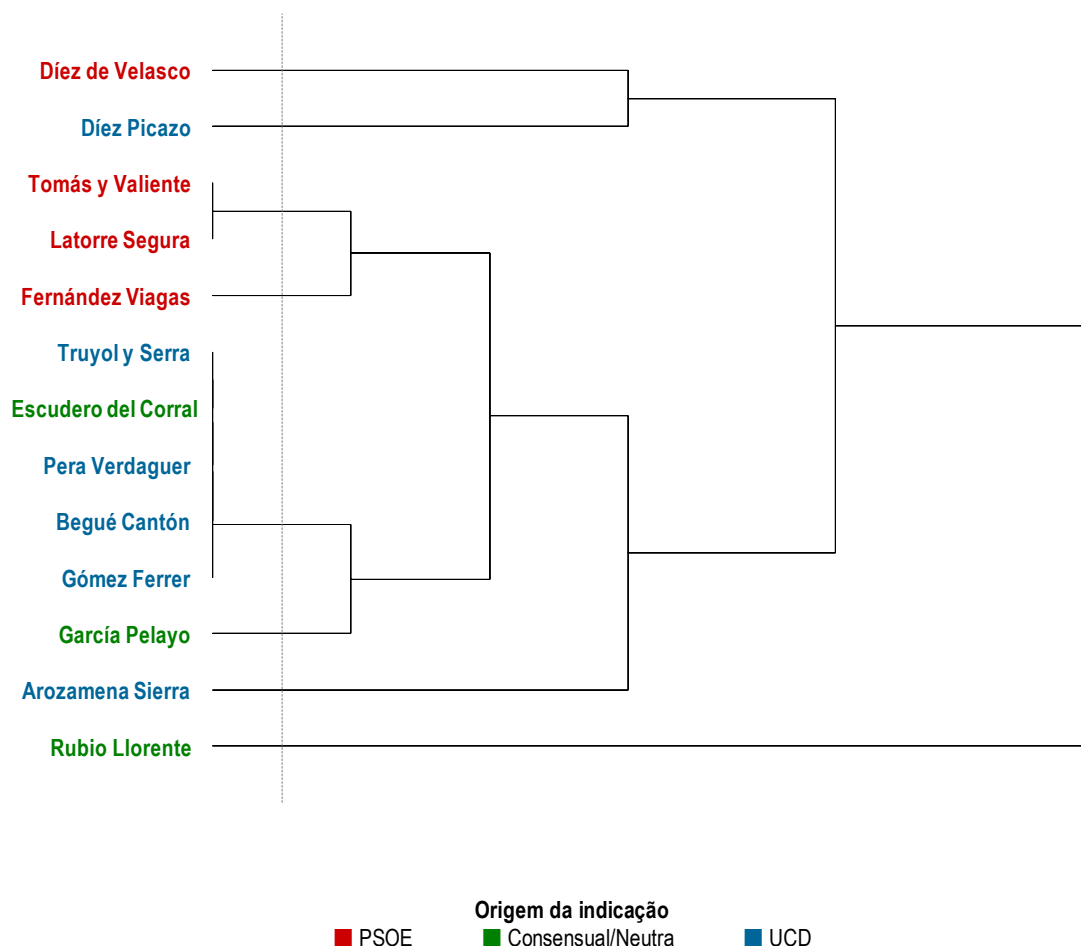 Díez de Velasco
Díez Picazo
Tomás y Valiente
Latorre Segura
Fernández Viagas
Truyol y Serra
Escudero del Corral
Pera Verdaguer
Begué Cantón
Gómez Ferrer
García Pelayo
Arozamena Sierra
Rubio Llorente
Origem da indicação
PSOE Consensual/Neutra UCD